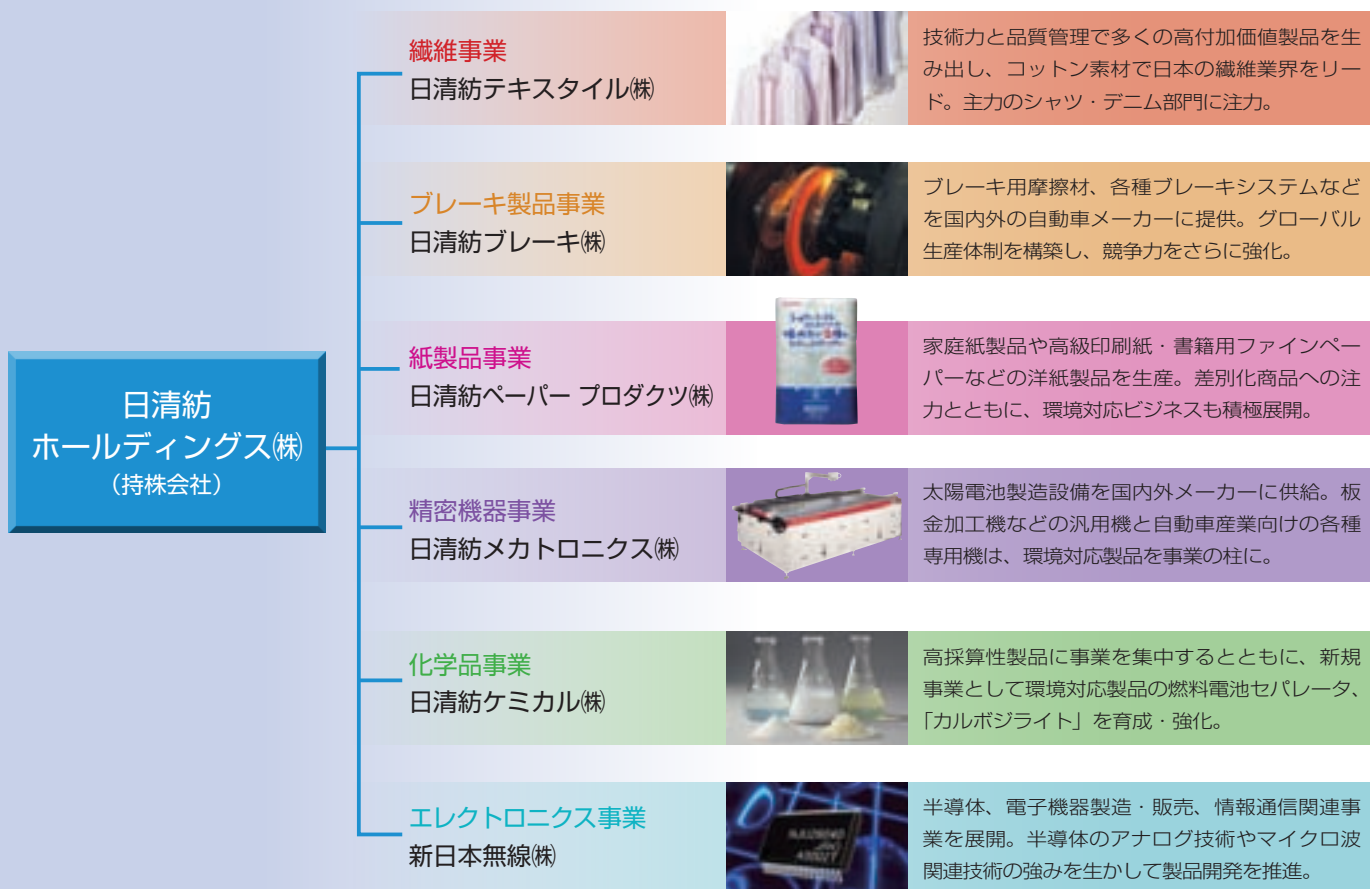 繊維事業
日清紡テキスタイル㈱
技術力と品質管理で多くの高付加価値製品を生
み出し、コットン素材で日本の繊維業界をリー
ド。主力のシャツ・デニム部門に注力。
ブレーキ製品事業
日清紡ブレーキ㈱
ブレーキ用摩擦材、各種ブレーキシステムなど
を国内外の自動車メーカーに提供。グローバル
生産体制を構築し、競争力をさらに強化。
紙製品事業
日清紡ペーパー プロダクツ㈱
家庭紙製品や高級印刷紙・書籍用ファインペー
パーなどの洋紙製品を生産。差別化商品への注
力とともに、環境対応ビジネスも積極展開。
日清紡
ホールディングス㈱
（持株会社）
精密機器事業
日清紡メカトロニクス㈱
太陽電池製造設備を国内外メーカーに供給。板
金加工機などの汎用機と自動車産業向けの各種
専用機は、環境対応製品を事業の柱に。
化学品事業
日清紡ケミカル㈱
高採算性製品に事業を集中するとともに、新規
事業として環境対応製品の燃料電池セパレータ、
「カルボジライト」を育成・強化。
エレクトロニクス事業
新日本無線㈱
半導体、電子機器製造・販売、情報通信関連事
業を展開。半導体のアナログ技術やマイクロ波
関連技術の強みを生かして製品開発を推進。